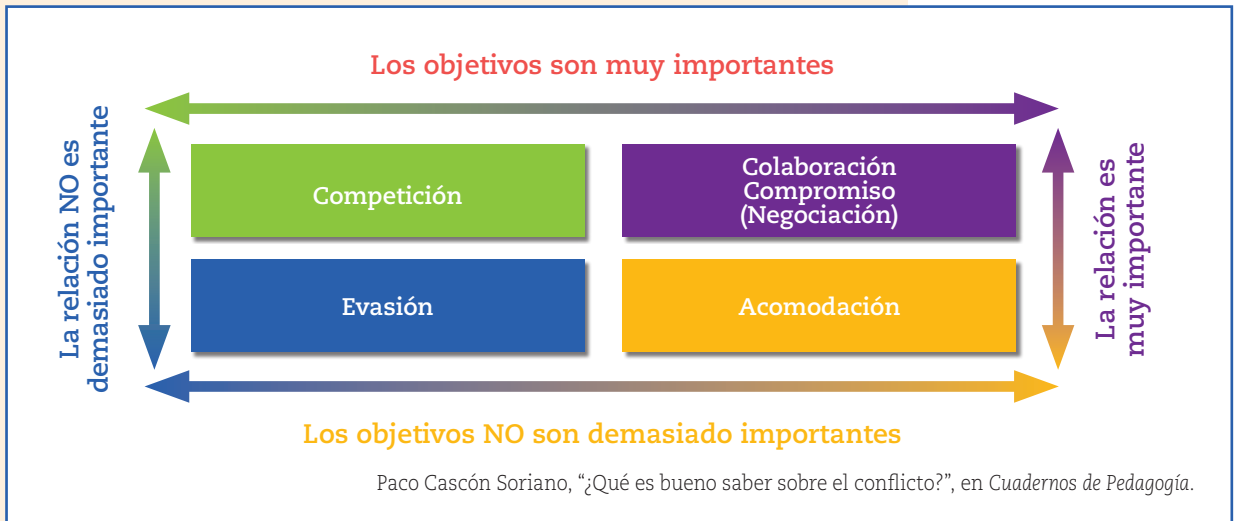 Los objetivos son muy importantes
La relación NO es
demasiado importante
Competición
Colaboración
Compromiso
(Negociación)
La relación es
muy importante
Evasión
Acomodación
Los objetivos NO son demasiado importantes
Paco Cascón Soriano, “¿Qué es bueno saber sobre el conflicto?”, en Cuadernos de Pedagogía.